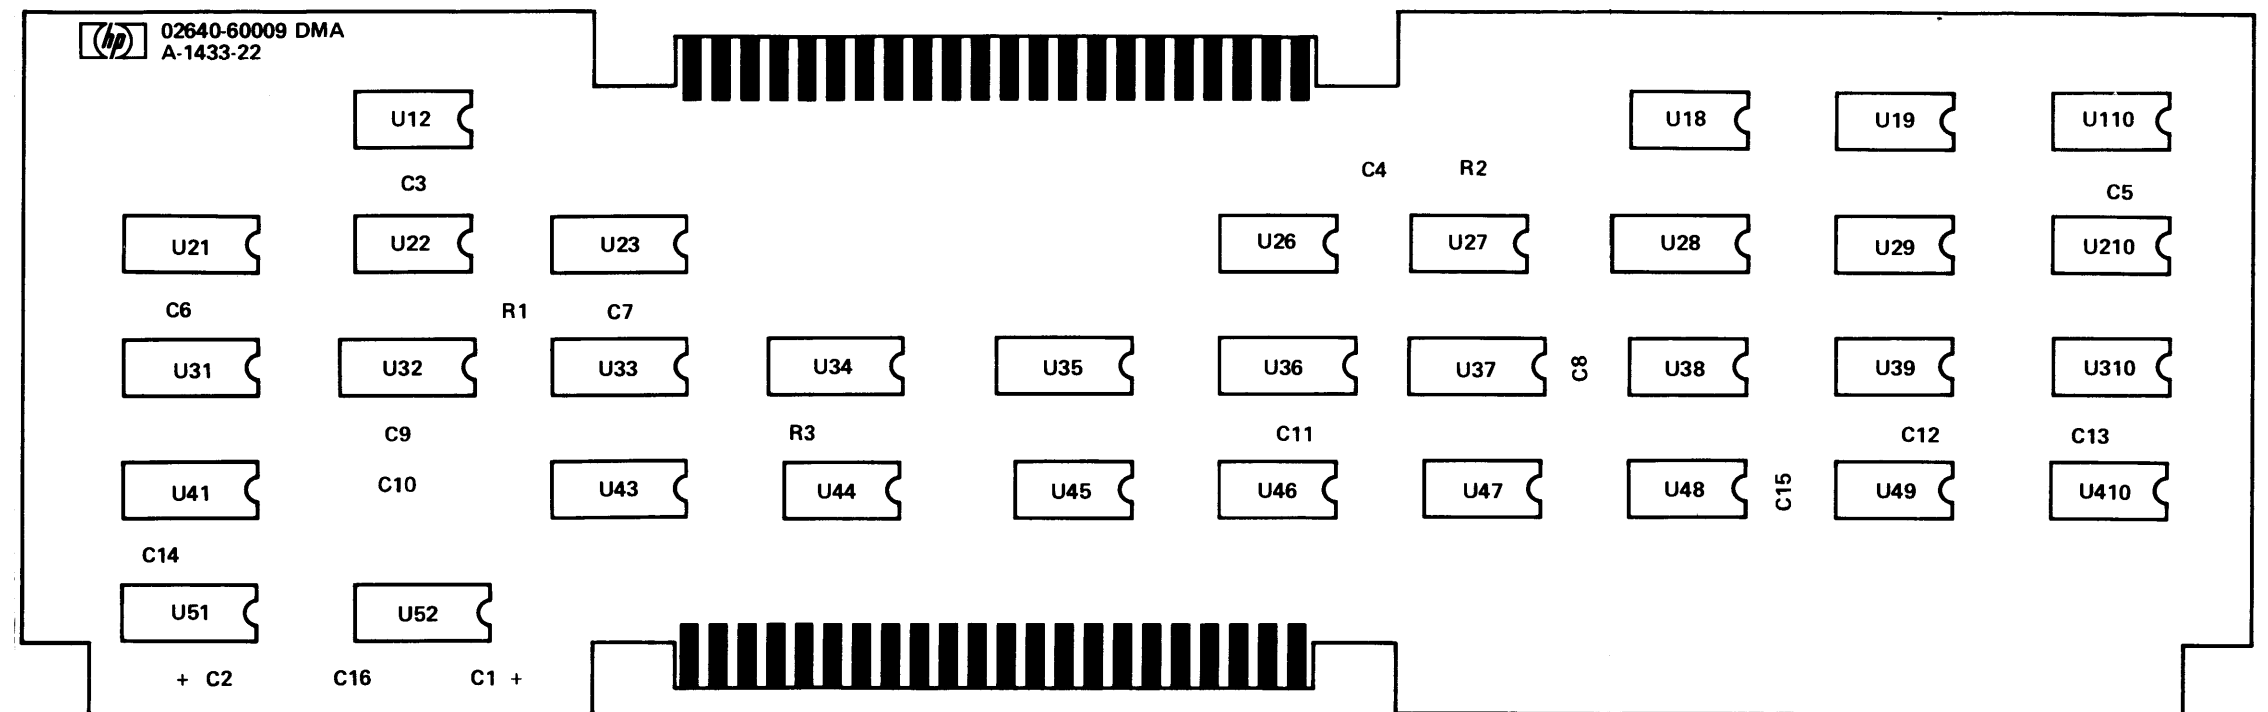 hp 02640-60009 DMA
A-1433-22
U12 U18 U19 U110
C3 C4 R2 C5
U21 U22 U23 U26 U27 U28 U29 U210
C6 R1 C7
U31 U32 U33 U34 U35 U36 U37 C8 U38 U39 U310
C9 R3 C11 C12 C13
U41 C10 U43 U44 U45 U46 U47 U48 C15 U49 U410
C14
U51 U52
+ C2 C16 C1 +